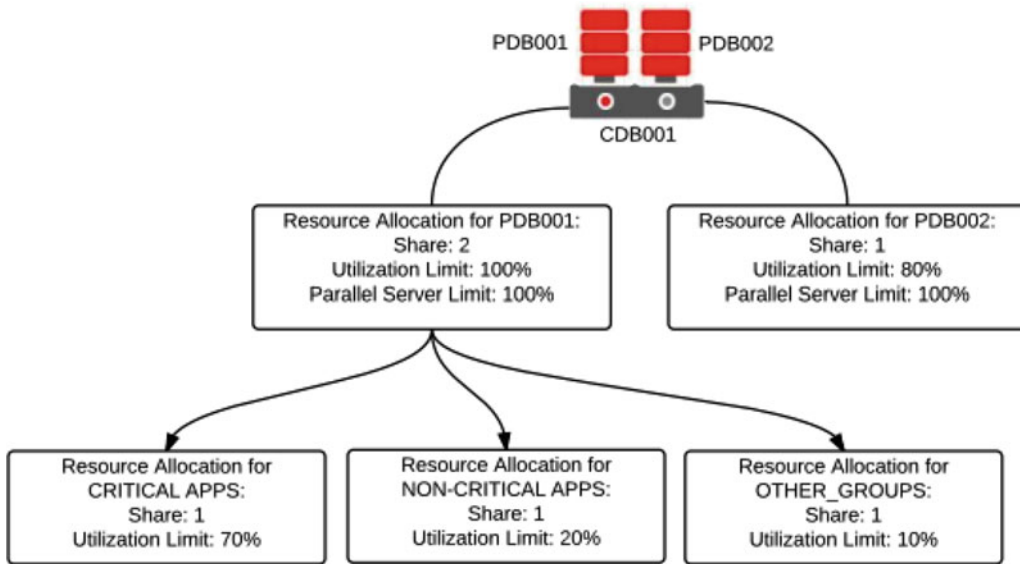 PDB001
PDB002
CDB001
Resource Allocation for PDB001:
Share: 2
Utilization Limit: 100%
Parallel Server Limit: 100%
Resource Allocation for PDB002:
Share: 1
Utilization Limit: 80%
Parallel Server Limit: 100%
Resource Allocation for
CRITICAL APPS:
Share: 1
Utilization Limit: 70%
Resource Allocation for
NON-CRITICAL APPS:
Share: 1
Utilization Limit: 20%
Resource Allocation for
OTHER_GROUPS:
Share: 1
Utilization Limit: 10%